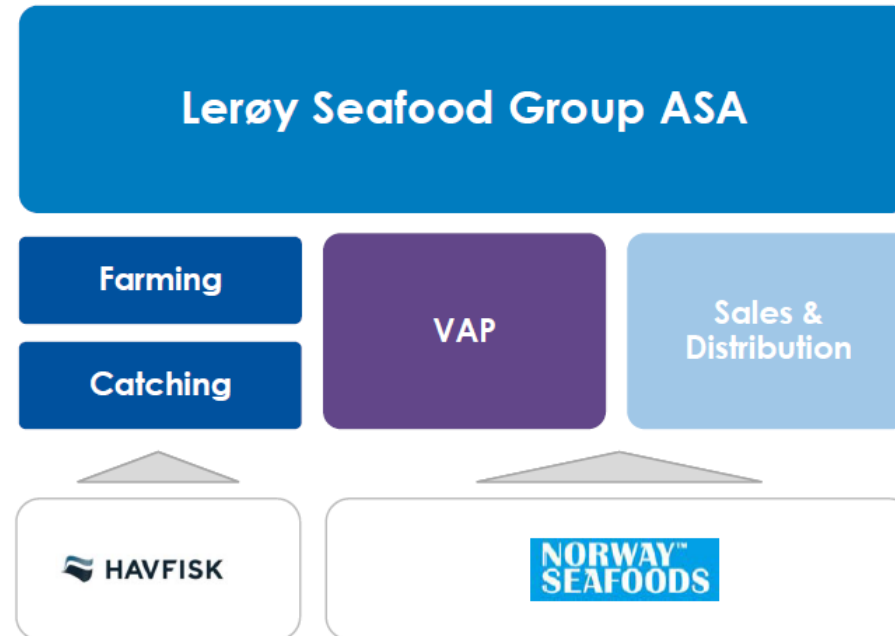 Lerøy Seafood Group ASA
Farming
VAP
Sales &
Distribution
Catching
HAVFISK
NORWAY™
SEAFOODS